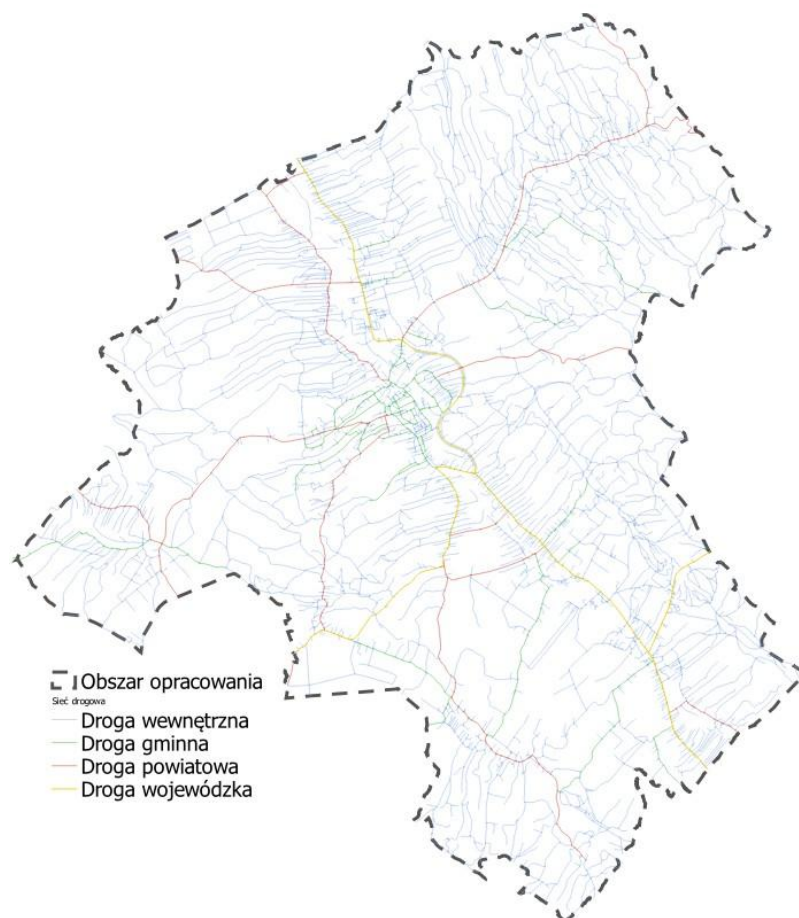 Obszar opracowania
Sieć drogowa
Droga wewnętrzna
Droga gminna
Droga powiatowa
Droga wojewódzka